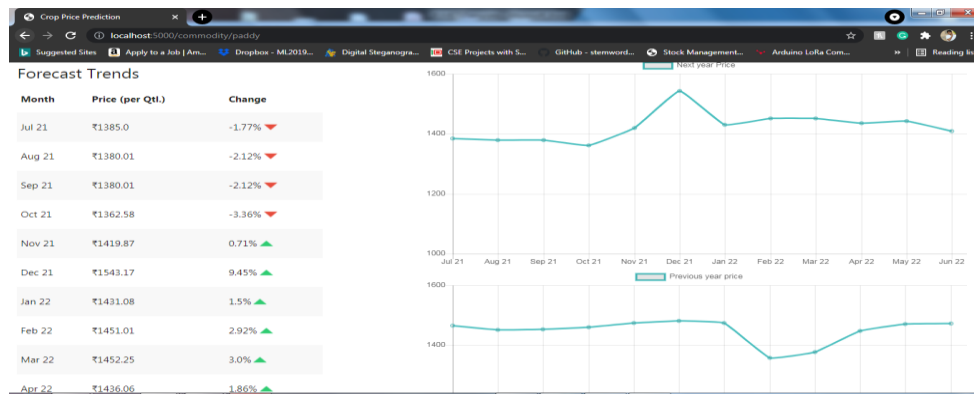 Crop Price Prediction
localhost:5000/commodity/paddy
Suggested Sites Apply to a Job | Am... Dropbox - ML2019... Digital Steganogra... CSE Projects with S... GitHub - stemword... Stock Management... Arduino LoRa Com... » Reading lis
Forecast Trends
Month Price (per Qtl.) Change
Jul 21 ₹1385.0 -1.77%
Aug 21 ₹1380.01 -2.12%
Sep 21 ₹1380.01 -2.12%
Oct 21 ₹1362.58 -3.36%
Nov 21 ₹1419.87 0.71%
Dec 21 ₹1543.17 9.45%
Jan 22 ₹1431.08 1.5%
Feb 22 ₹1451.01 2.92%
Mar 22 ₹1452.25 3.0%
Apr 22 ₹1436.06 1.86%
Next year Price
1600
1400
1200
1000
Jul 21 Aug 21 Sep 21 Oct 21 Nov 21 Dec 21 Jan 22 Feb 22 Mar 22 Apr 22 May 22 Jun 22
Previous year price
1600
1400